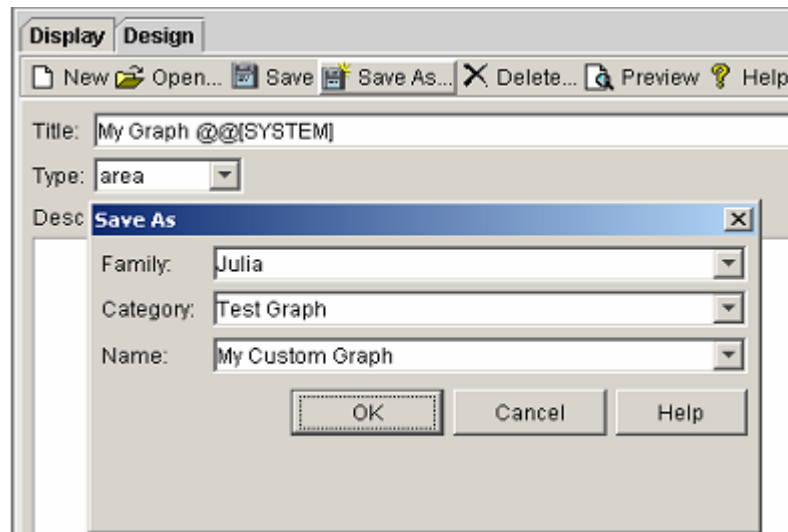 Display Design
New Open... Save Save As... Delete... Preview Help
Title: My Graph @@[SYSTEM]
Type: area
Desc
Save As
Family: Julia
Category: Test Graph
Name: My Custom Graph
OK Cancel Help